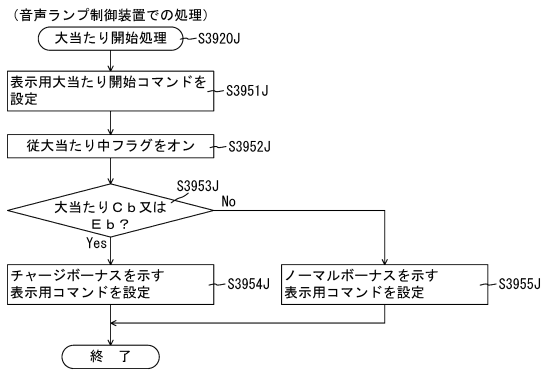 （音声ランプ制御装置での処理）
大当たり開始処理
S3920J
表示用大当たり開始コマンドを
設定
S3951J
従大当たり中フラグをオン
S3952J
S3953J
大当たりＣｂ又は
Ｅｂ？
No
Yes
チャージボーナスを示す
表示用コマンドを設定
S3954J
ノーマルボーナスを示す
表示用コマンドを設定
S3955J
終　了